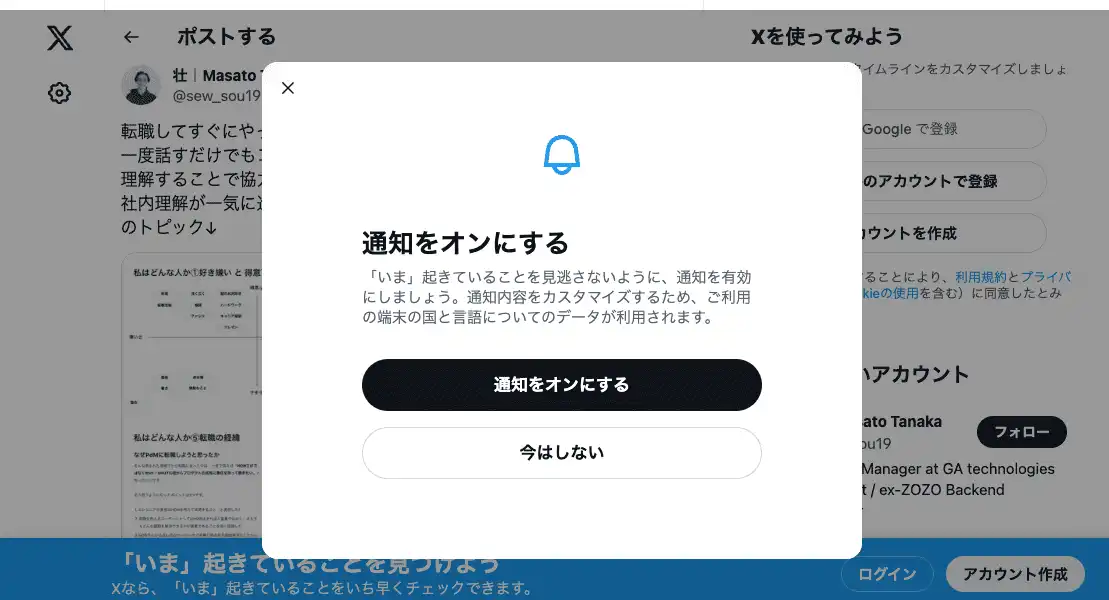 ポストする
Xを使ってみよう
壮｜Masato
@sew_sou19
イムラインをカスタマイズしましょ
Google で登録
のアカウントで登録
カウントを作成
ることにより、利用規約とプライバ
kieの使用を含む）に同意したとみ
転職してすぐにやっ
一度話すだけでも
理解することで協力
社内理解が一気に進
のトピック↓
私はどんな人か①好き嫌い と 得意
私はどんな人か⑤転職の経緯
なぜPdMに転職しようと思ったか
通知をオンにする
「いま」起きていることを見逃さないように、通知を有効
にしましょう。通知内容をカスタマイズするため、ご利用
の端末の国と言語についてのデータが利用されます。
通知をオンにする
今はしない
いアカウント
ato Tanaka
ou19
フォロー
Manager at GA technologies
t / ex-ZOZO Backend
「いま」起きていることを見つけよう
Xなら、「いま」起きていることをいち早くチェックできます。
ログイン
アカウント作成